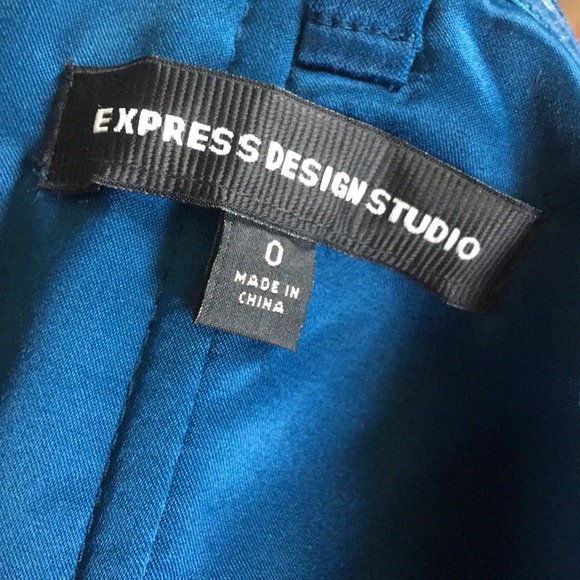 EXPRESS DESIGN STUDIO
0
MADE IN
CHINA